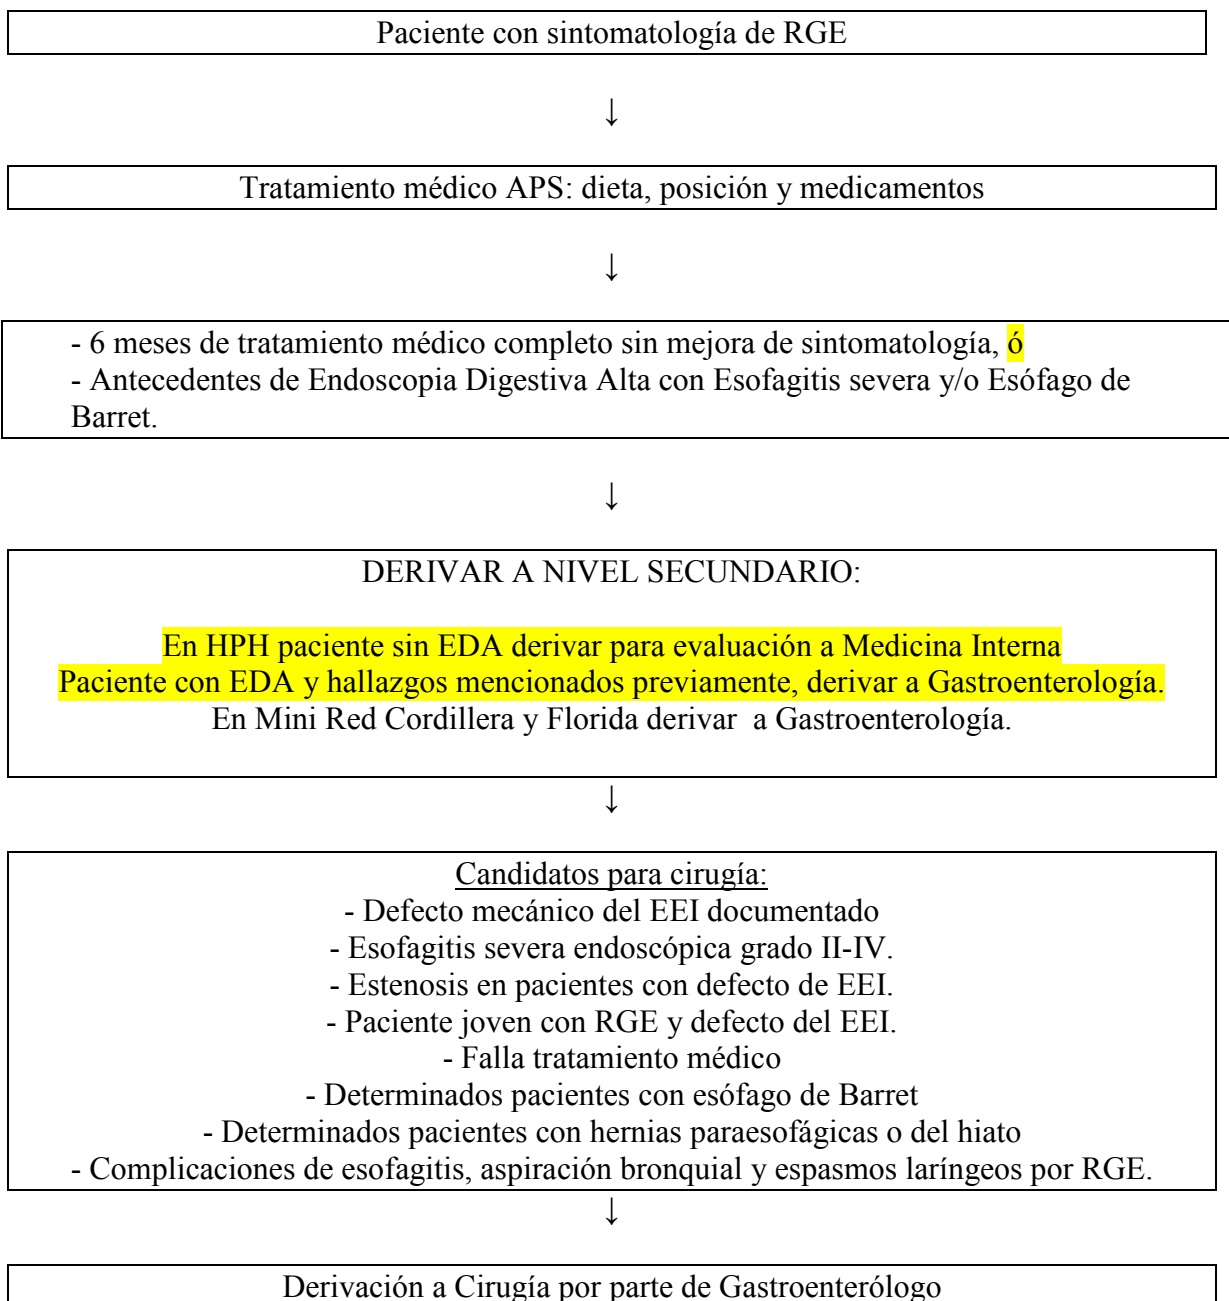 Paciente con sintomatología de RGE
↓
Tratamiento médico APS: dieta, posición y medicamentos
↓
- 6 meses de tratamiento médico completo sin mejora de sintomatología, ó
- Antecedentes de Endoscopia Digestiva Alta con Esofagitis severa y/o Esófago de
Barret.
↓
DERIVAR A NIVEL SECUNDARIO:
En HPH paciente sin EDA derivar para evaluación a Medicina Interna
Paciente con EDA y hallazgos mencionados previamente, derivar a Gastroenterología.
En Mini Red Cordillera y Florida derivar a Gastroenterología.
↓
Candidatos para cirugía:
- Defecto mecánico del EEI documentado
- Esofagitis severa endoscópica grado II-IV.
- Estenosis en pacientes con defecto de EEI.
- Paciente joven con RGE y defecto del EEI.
- Falla tratamiento médico
- Determinados pacientes con esófago de Barret
- Determinados pacientes con hernias paraesofágicas o del hiato
- Complicaciones de esofagitis, aspiración bronquial y espasmos laríngeos por RGE.
↓
Derivación a Cirugía por parte de Gastroenterólogo